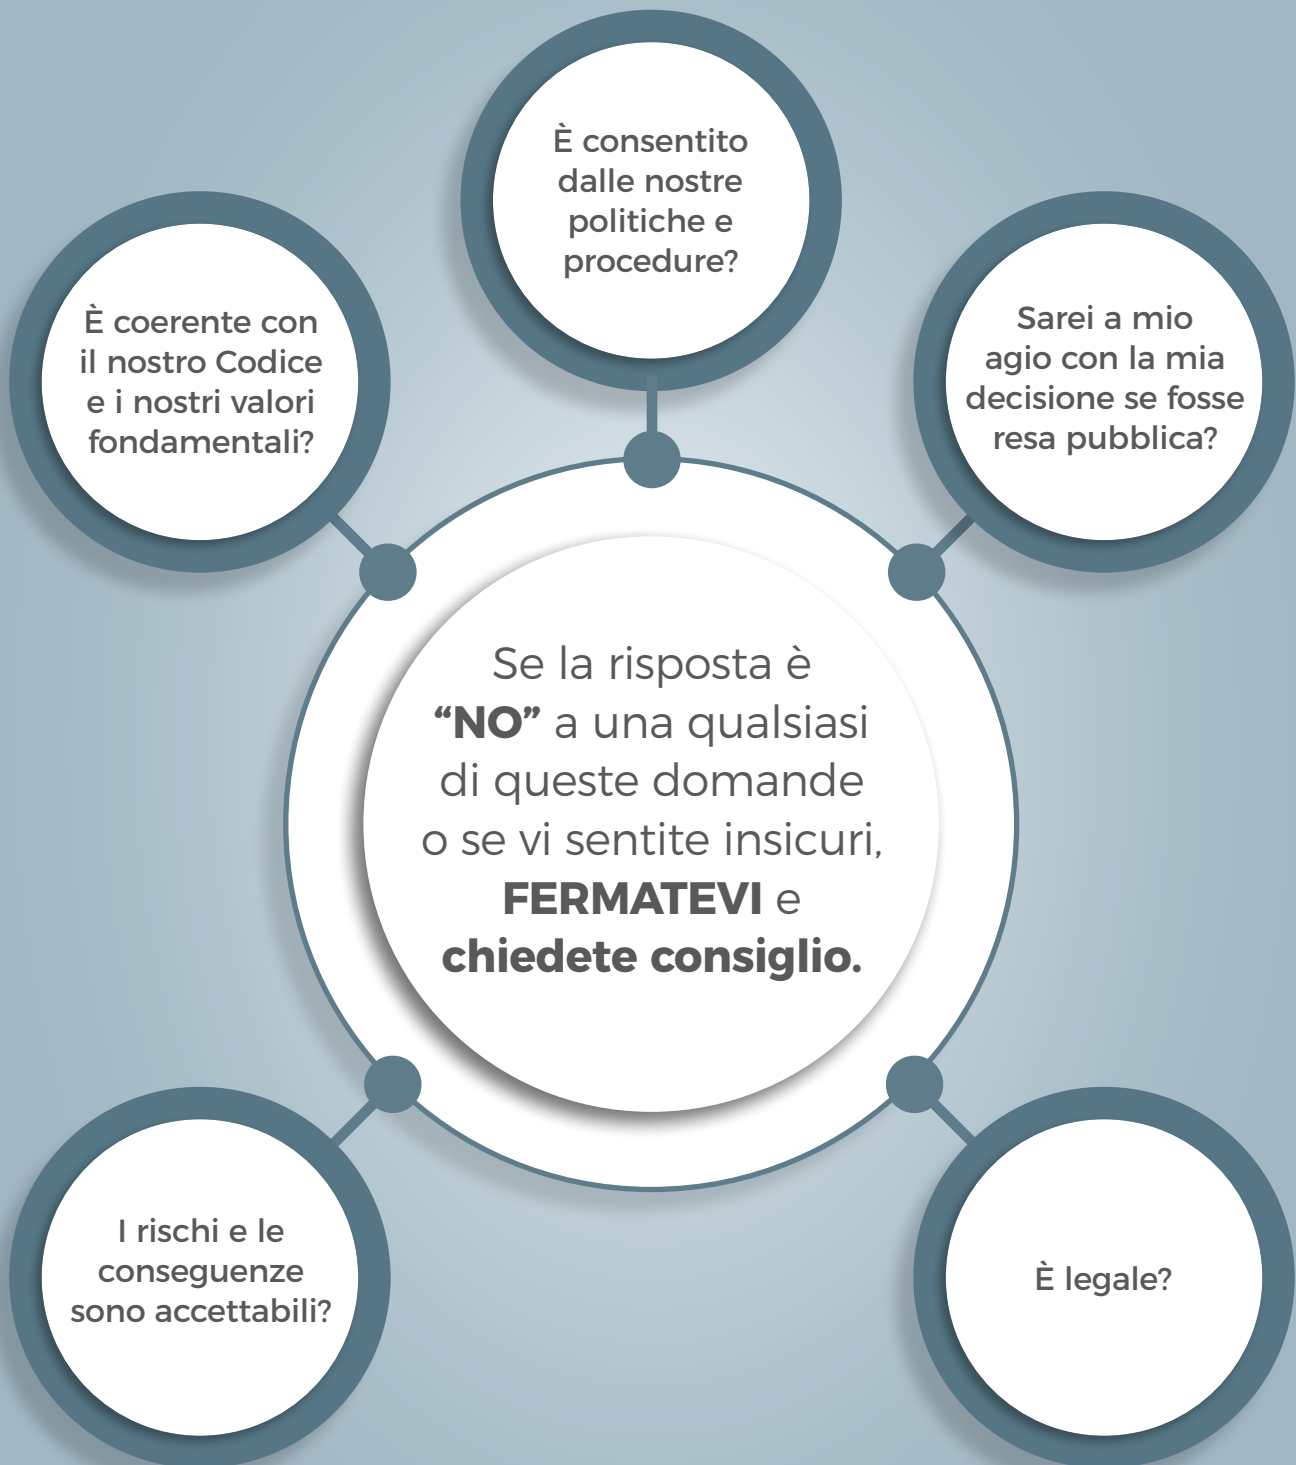 È consentito
dalle nostre
politiche e
procedure?
È coerente con
il nostro Codice
e i nostri valori
fondamentali?
Sarei a mio
agio con la mia
decisione se fosse
resa pubblica?
Se la risposta è
“NO” a una qualsiasi
di queste domande
o se vi sentite insicuri,
FERMATEVI e
chiedete consiglio.
I rischi e le
conseguenze
sono accettabili?
È legale?